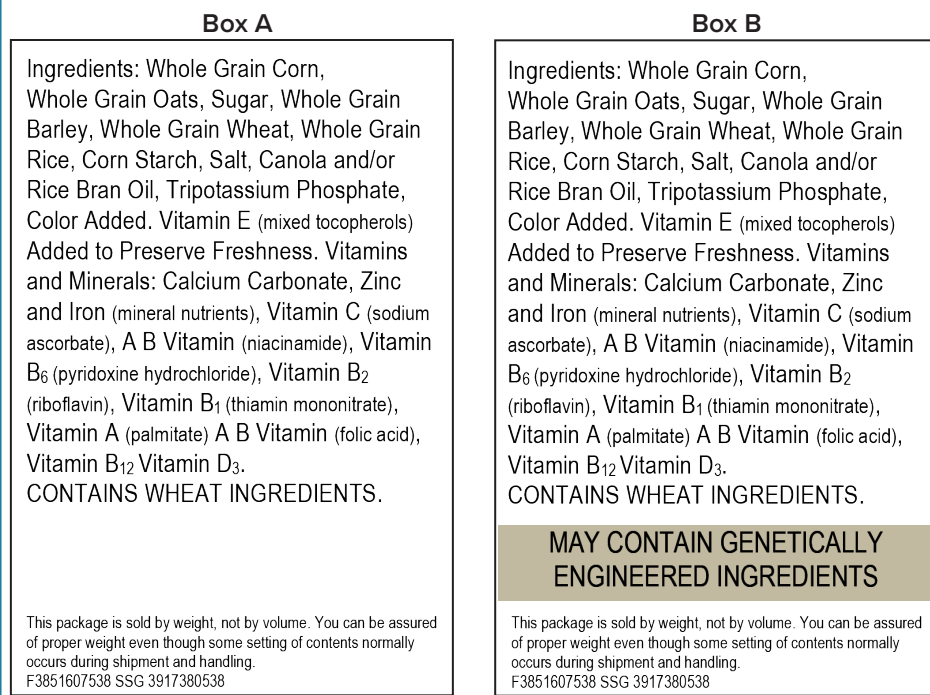 Box A
Ingredients: Whole Grain Corn,
Whole Grain Oats, Sugar, Whole Grain
Barley, Whole Grain Wheat, Whole Grain
Rice, Corn Starch, Salt, Canola and/or
Rice Bran Oil, Tripotassium Phosphate,
Color Added. Vitamin E (mixed tocopherols)
Added to Preserve Freshness. Vitamins
and Minerals: Calcium Carbonate, Zinc
and Iron (mineral nutrients), Vitamin C (sodium
ascorbate), A B Vitamin (niacinamide), Vitamin
B₆ (pyridoxine hydrochloride), Vitamin B₂
(riboflavin), Vitamin B₁ (thiamin mononitrate),
Vitamin A (palmitate) A B Vitamin (folic acid),
Vitamin B₁₂ Vitamin D₃.
CONTAINS WHEAT INGREDIENTS.
This package is sold by weight, not by volume. You can be assured
of proper weight even though some setting of contents normally
occurs during shipment and handling.
F3851607538 SSG 3917380538
Box B
Ingredients: Whole Grain Corn,
Whole Grain Oats, Sugar, Whole Grain
Barley, Whole Grain Wheat, Whole Grain
Rice, Corn Starch, Salt, Canola and/or
Rice Bran Oil, Tripotassium Phosphate,
Color Added. Vitamin E (mixed tocopherols)
Added to Preserve Freshness. Vitamins
and Minerals: Calcium Carbonate, Zinc
and Iron (mineral nutrients), Vitamin C (sodium
ascorbate), A B Vitamin (niacinamide), Vitamin
B₆ (pyridoxine hydrochloride), Vitamin B₂
(riboflavin), Vitamin B₁ (thiamin mononitrate),
Vitamin A (palmitate) A B Vitamin (folic acid),
Vitamin B₁₂ Vitamin D₃.
CONTAINS WHEAT INGREDIENTS.
MAY CONTAIN GENETICALLY
ENGINEERED INGREDIENTS
This package is sold by weight, not by volume. You can be assured
of proper weight even though some setting of contents normally
occurs during shipment and handling.
F3851607538 SSG 3917380538